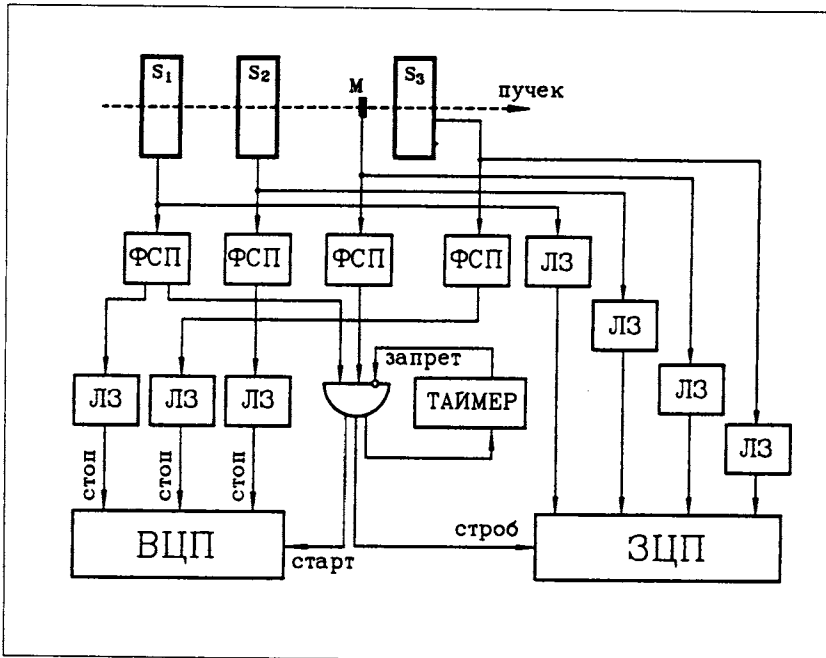 S1
S2
M
S3
пучек
ФСП
ФСП
ФСП
ФСП
ЛЗ
ЛЗ
запрет
ЛЗ
ЛЗ
ЛЗ
ТАЙМЕР
ЛЗ
ЛЗ
стоп
стоп
стоп
ВЦП
старт
строб
ЗЦП